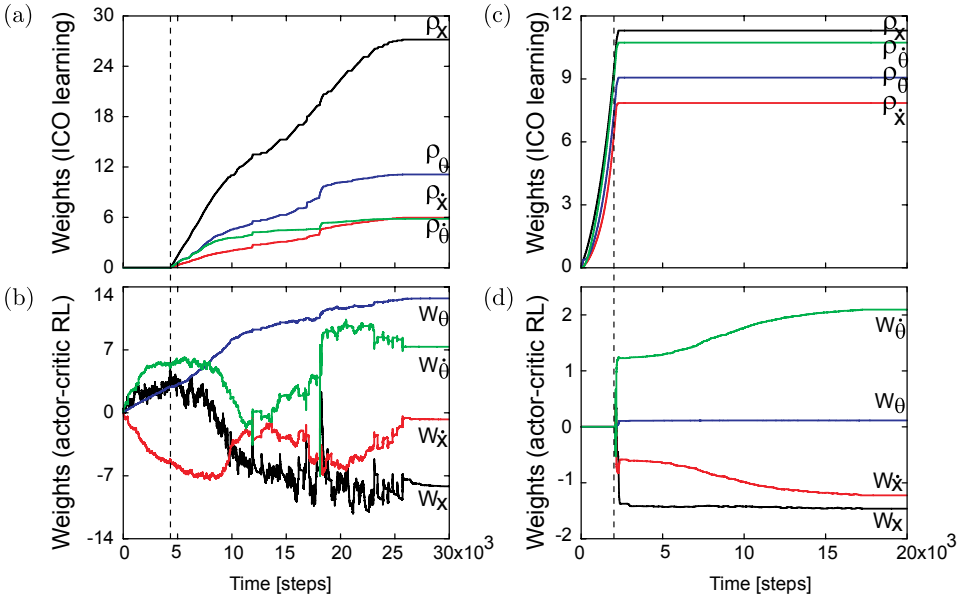 (a)
Weights (ICO learning)
30
24
18
12
6
0
ρx
ρθ
ρẋ
ρθ̇
(b)
Weights (actor-critic RL)
14
7
0
-7
-14
wθ
wθ̇
wẋ
wx
0 5 10 15 20 25 30x10³
Time [steps]
(c)
Weights (ICO learning)
12
9
6
3
0
ρx
ρθ̇
ρθ
ρẋ
(d)
Weights (actor-critic RL)
2
1
0
-1
-2
wθ̇
wθ
wẋ
wx
0 5 10 15 20x10³
Time [steps]